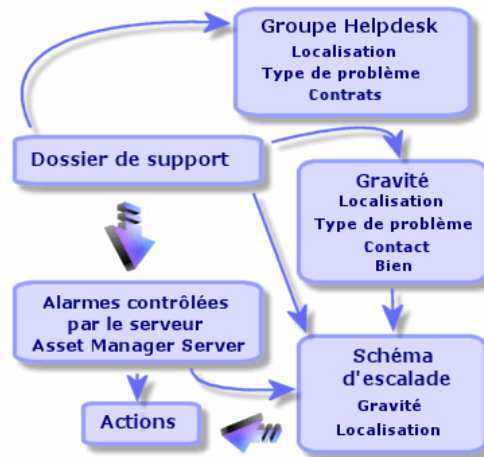 Groupe Helpdesk
Localisation
Type de problème
Contrats
Dossier de support
Gravité
Localisation
Type de problème
Contact
Bien
Alarmes contrôlées
par le serveur
Asset Manager Server
Schéma
d'escalade
Gravité
Localisation
Actions